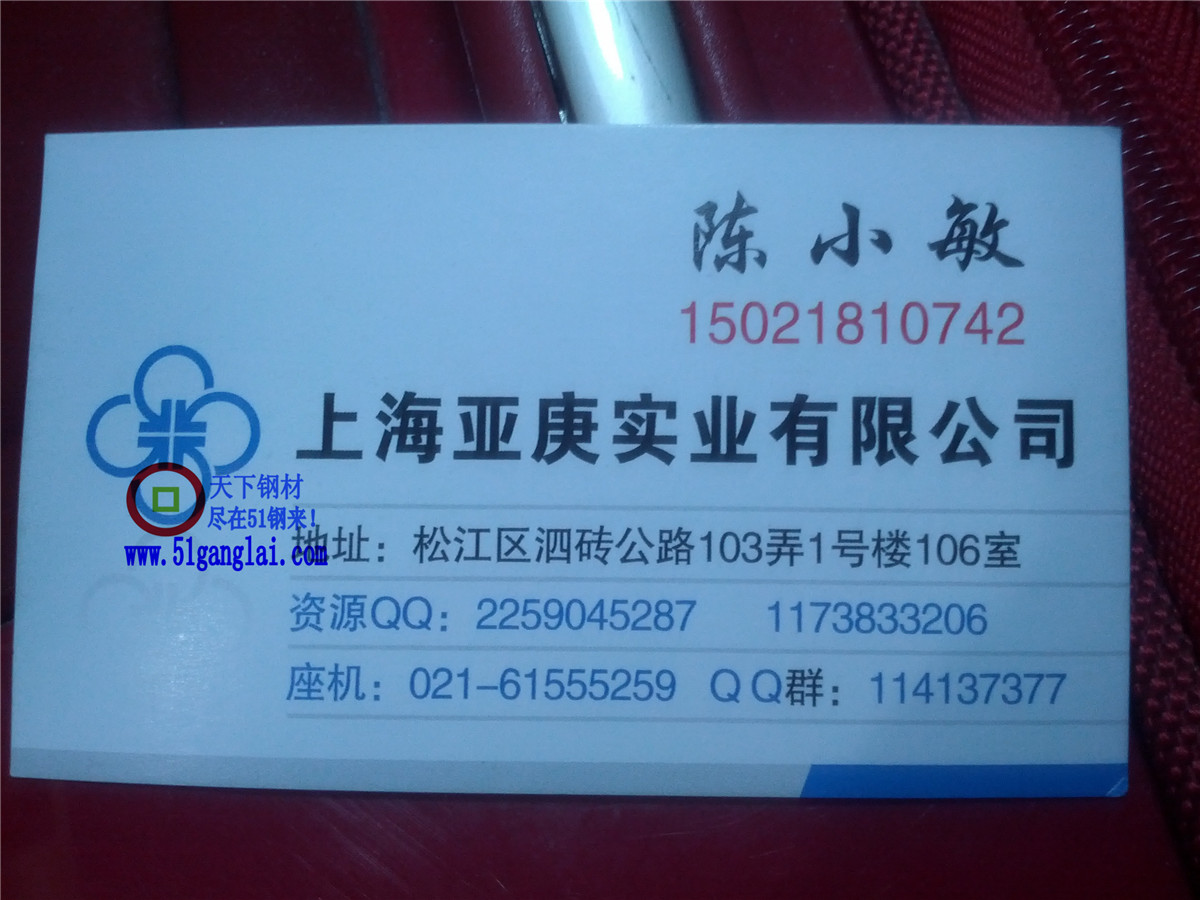 陈小敏
15021810742
上海亚庚实业有限公司
天下钢材
尽在51钢来!
www.51ganglai.com
地址：松江区泗砖公路103弄1号楼106室
资源QQ：2259045287 1173833206
座机：021-61555259 QQ群：114137377